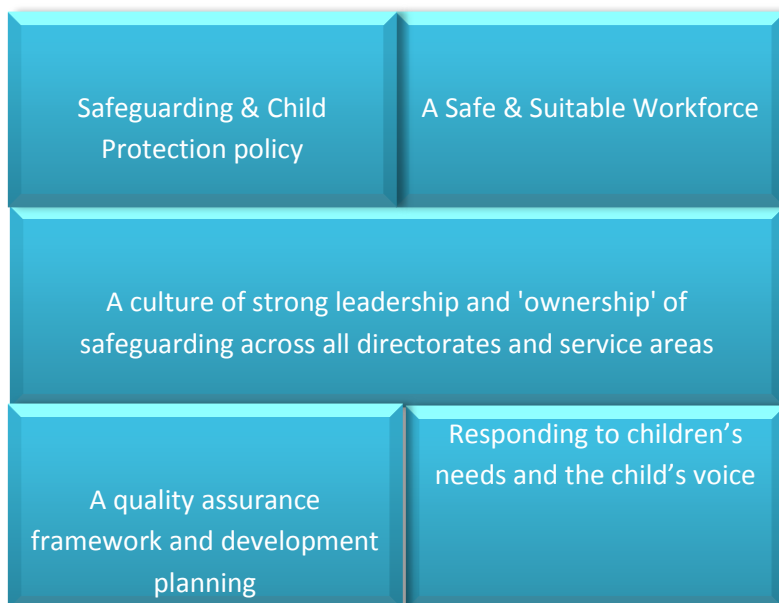 Safeguarding & Child
Protection policy
A Safe & Suitable Workforce
A culture of strong leadership and 'ownership' of
safeguarding across all directorates and service areas
A quality assurance
framework and development
planning
Responding to children’s
needs and the child’s voice